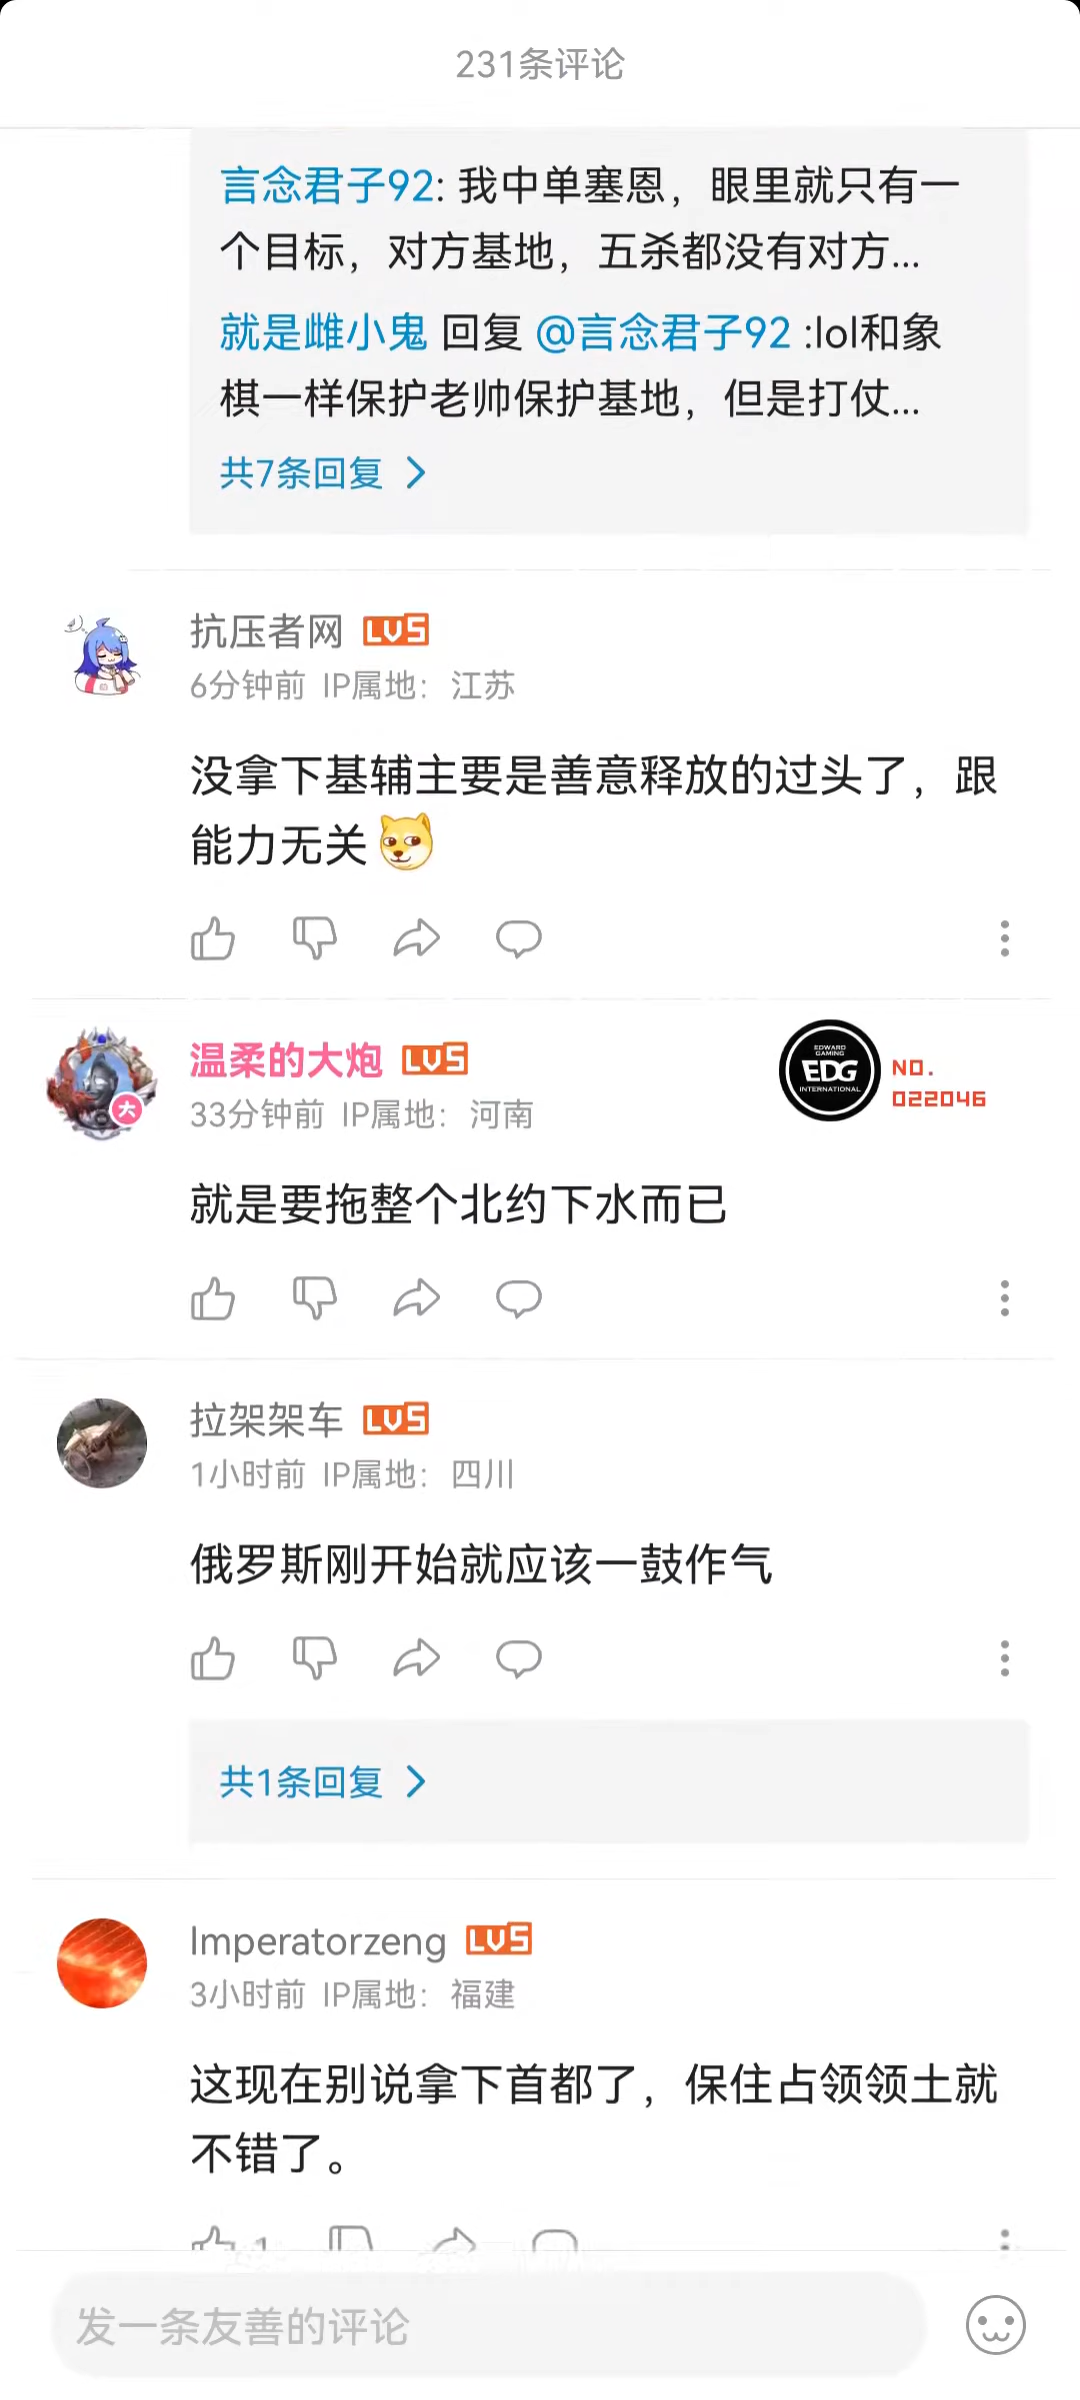 231条评论
言念君子92: 我中单塞恩，眼里就只有一
个目标，对方基地，五杀都没有对方...
就是雌小鬼 回复 @言念君子92 :lol和象
棋一样保护老帅保护基地，但是打仗...
共7条回复
抗压者网 LV5
6分钟前 IP属地：江苏
没拿下基辅主要是善意释放的过头了，跟
能力无关
温柔的大炮 LV5
EDWARD
GAMING
EDG
INTERNATIONAL
NO.
022046
大
33分钟前 IP属地：河南
就是要拖整个北约下水而已
拉架架车 LV5
1小时前 IP属地：四川
俄罗斯刚开始就应该一鼓作气
共1条回复
Imperatorzeng LV5
3小时前 IP属地：福建
这现在别说拿下首都了，保住占领领土就
不错了。
1
发一条友善的评论